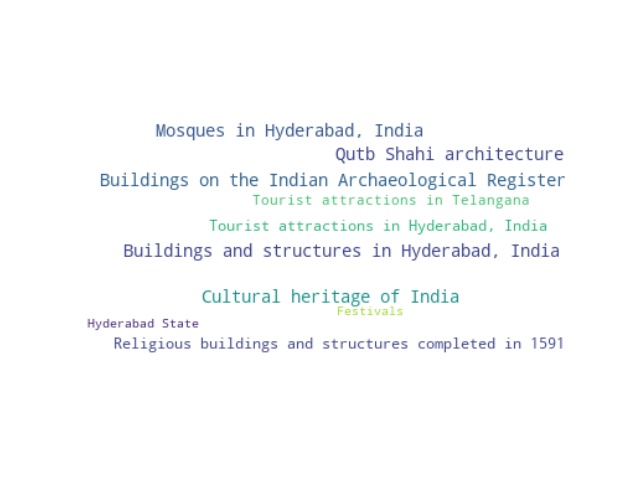 Mosques in Hyderabad, India
Qutb Shahi architecture
Buildings on the Indian Archaeological Register
Tourist attractions in Telangana
Tourist attractions in Hyderabad, India
Buildings and structures in Hyderabad, India
Cultural heritage of India
Festivals
Hyderabad State
Religious buildings and structures completed in 1591